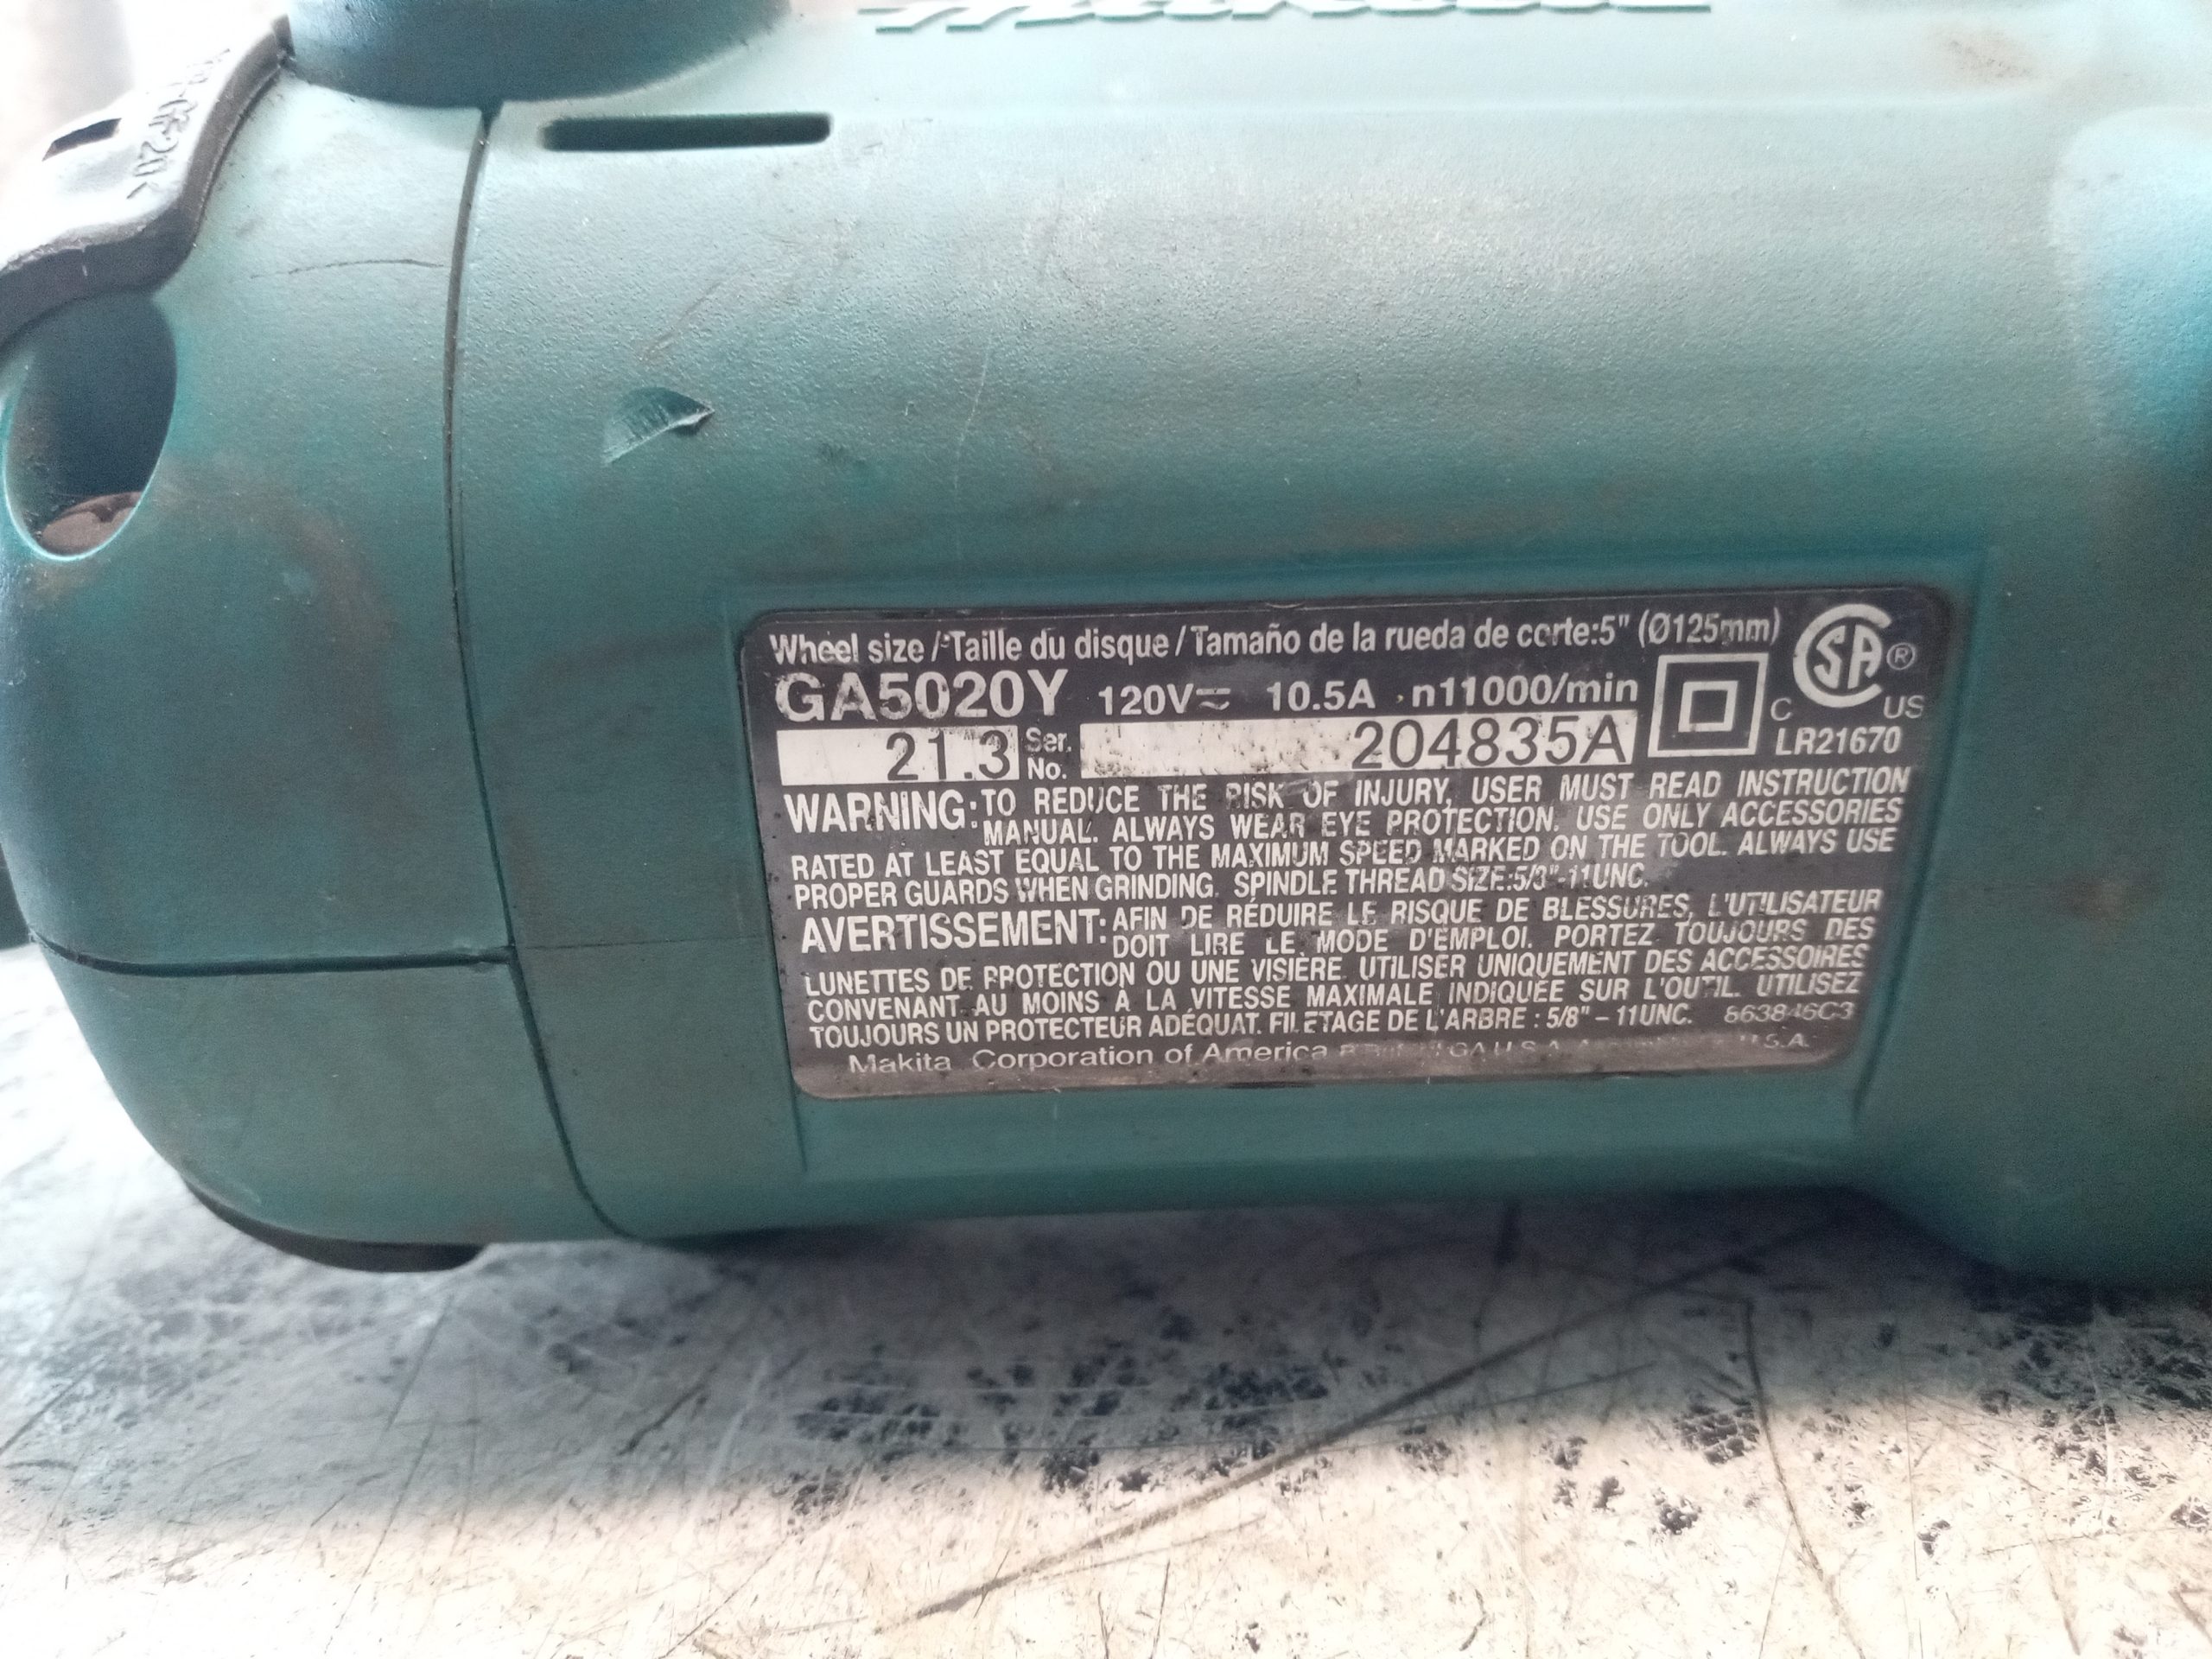 Wheel size / Taille du disque / Tamaño de la rueda de corte:5" (Ø125mm)
GA5020Y 120V 10.5A n11000/min
21.3 Ser. No. 204835A
CSA ® C US
LR21670
WARNING: TO REDUCE THE RISK OF INJURY, USER MUST READ INSTRUCTION
MANUAL. ALWAYS WEAR EYE PROTECTION. USE ONLY ACCESSORIES
RATED AT LEAST EQUAL TO THE MAXIMUM SPEED MARKED ON THE TOOL. ALWAYS USE
PROPER GUARDS WHEN GRINDING. SPINDLE THREAD SIZE:5/8"-11UNC.
AVERTISSEMENT: AFIN DE RÉDUIRE LE RISQUE DE BLESSURES, L'UTILISATEUR
DOIT LIRE LE MODE D'EMPLOI. PORTEZ TOUJOURS DES
LUNETTES DE PROTECTION OU UNE VISIÈRE. UTILISER UNIQUEMENT DES ACCESSOIRES
CONVENANT AU MOINS À LA VITESSE MAXIMALE INDIQUÉE SUR L'OUTIL. UTILISEZ
TOUJOURS UN PROTECTEUR ADÉQUAT. FILETAGE DE L'ARBRE : 5/8" – 11UNC. 863846C3
Makita Corporation of America GA U.S.A. U.S.A.